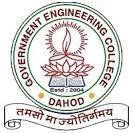 GOVERNMENT ENGINEERING COLLEGE
Estd : 2004
DAHOD
तमसो मा ज्योतिर्गमय